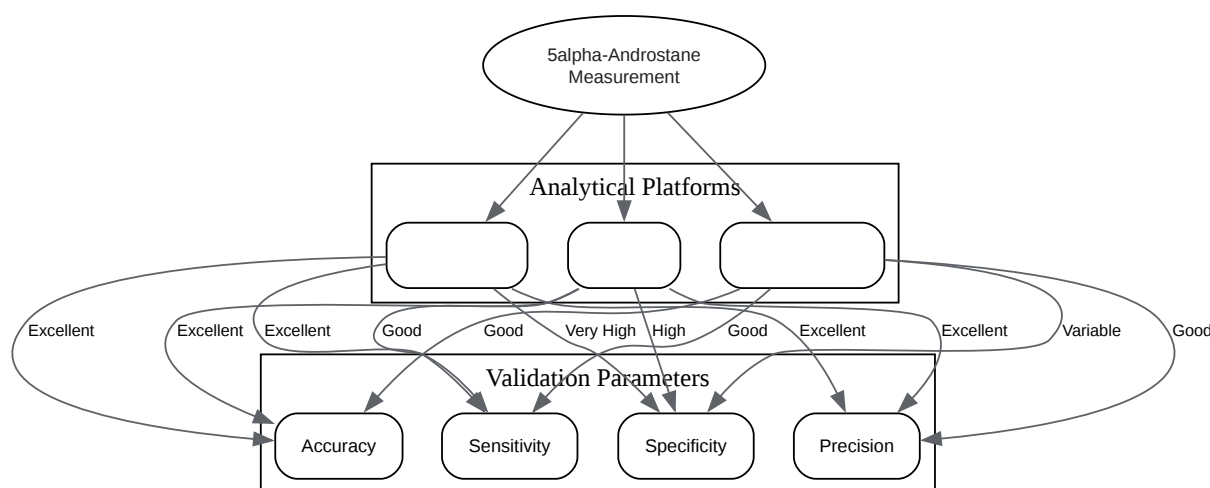 5alpha-Androstane
Measurement
Analytical Platforms
Excellent
Excellent
Excellent
Good
Good
Very High
High
Good
Excellent
Excellent
Variable
Good
Validation Parameters
Accuracy
Sensitivity
Specificity
Precision